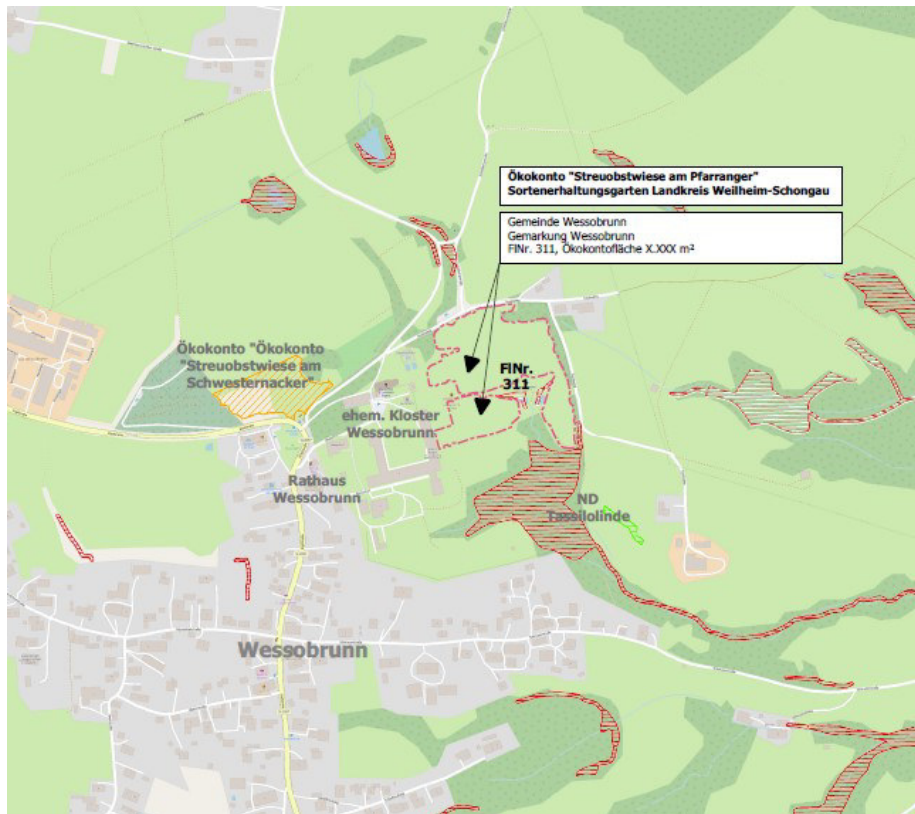 Ökokonto "Streuobstwiese am Pfarranger"
Sortenerhaltungsgarten Landkreis Weilheim-Schongau
Gemeinde Wessobrunn
Gemarkung Wessobrunn
FlNr. 311, Ökokontofläche X.XXX m²
Ökokonto "Ökokonto
"Streuobstwiese am
Schwesternacker"
FlNr.
311
ehem. Kloster
Wessobrunn
Rathaus
Wessobrunn
ND
Tassilolinde
Wessobrunn